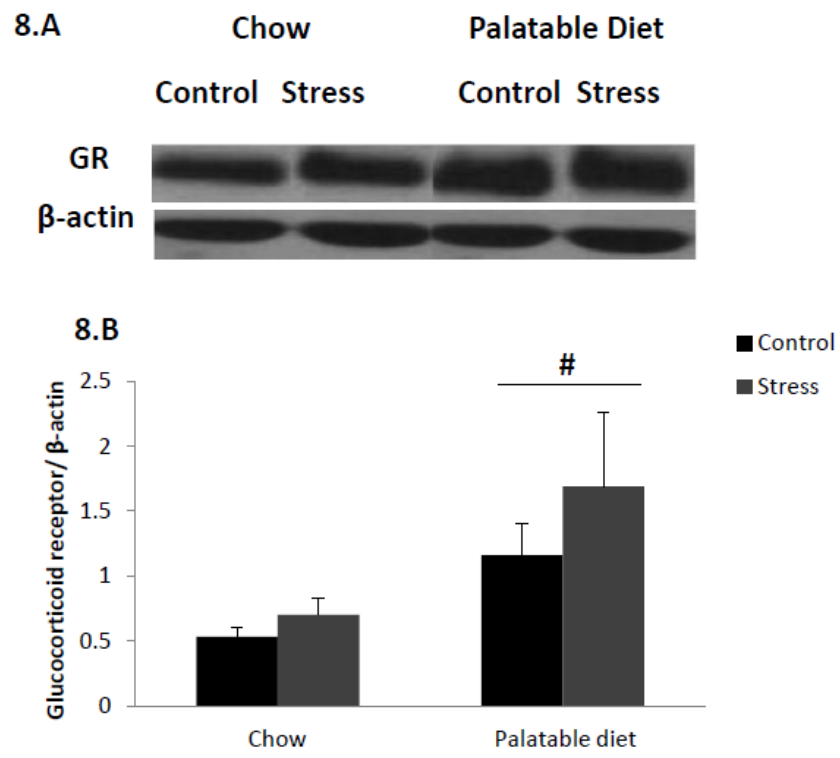 8.A Chow Palatable Diet
Control Stress Control Stress
GR
β-actin
8.B
Control
Stress
#
Glucocorticoid receptor/ β-actin
2.5
2
1.5
1
0.5
0
Chow Palatable diet